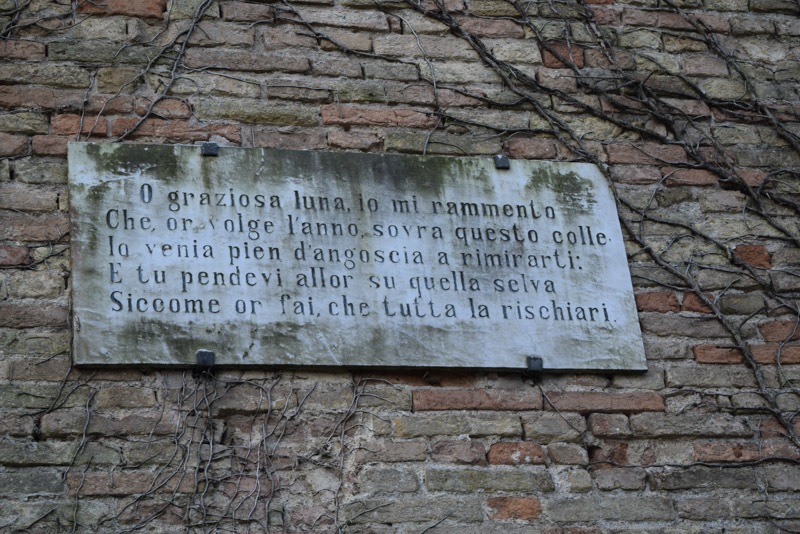 O graziosa luna, io mi rammento
Che, or volge l'anno, sovra questo colle
Io venia pien d'angoscia a rimirarti:
E tu pendevi allor su quella selva
Siccome or fai, che tutta la rischiari.